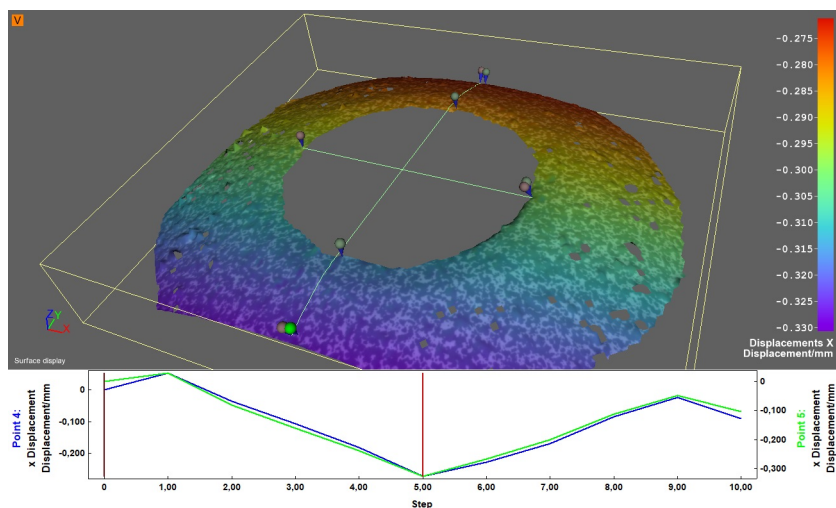 V
-0.275
-0.280
-0.285
-0.290
-0.295
-0.300
-0.305
-0.310
-0.315
-0.320
-0.325
-0.330
Displacements X
Displacement/mm
Z
Y
X
Surface display
Point 4:
x Displacement
Displacement/mm
0
-0,100
-0,200
0
-0,100
-0,200
-0,300
Point 5:
x Displacement
Displacement/mm
0
1,00
2,00
3,00
4,00
5,00
6,00
7,00
8,00
9,00
10,00
Step